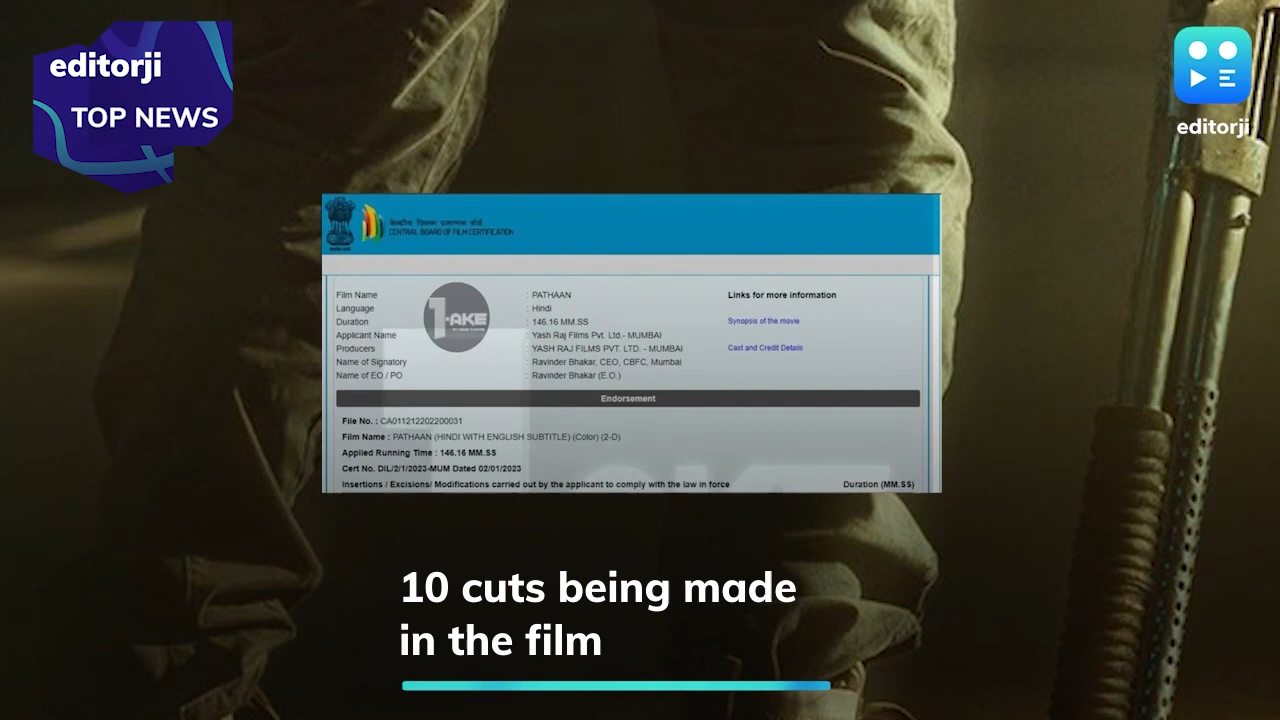 editorji
TOP NEWS
editorji
केन्द्रीय फिल्म प्रमाणन बोर्ड
CENTRAL BOARD OF FILM CERTIFICATION
Film Name : PATHAAN
Language : Hindi
Duration : 146.16 MM.SS
Applicant Name : Yash Raj Films Pvt. Ltd.- MUMBAI
Producers : YASH RAJ FILMS PVT. LTD. - MUMBAI
Name of Signatory : Ravinder Bhakar, CEO, CBFC, Mumbai
Name of EO / PO : Ravinder Bhakar (E.O.)
Links for more information
Synopsis of the movie
Cast and Credit Details
Endorsement
File No. : CA011212202200031
Film Name : PATHAAN (HINDI WITH ENGLISH SUBTITLE) (Color) (2-D)
Applied Running Time : 146.16 MM.SS
Cert No. DIL/2/1/2023-MUM Dated 02/01/2023
Insertions / Excisions/ Modifications carried out by the applicant to comply with the law in force Duration (MM.SS)
10 cuts being made
in the film